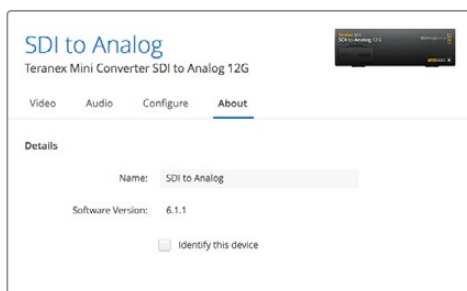 SDI to Analog
Teranex Mini Converter SDI to Analog 12G
Video Audio Configure About
Details
Name: SDI to Analog
Software Version: 6.1.1
Identify this device